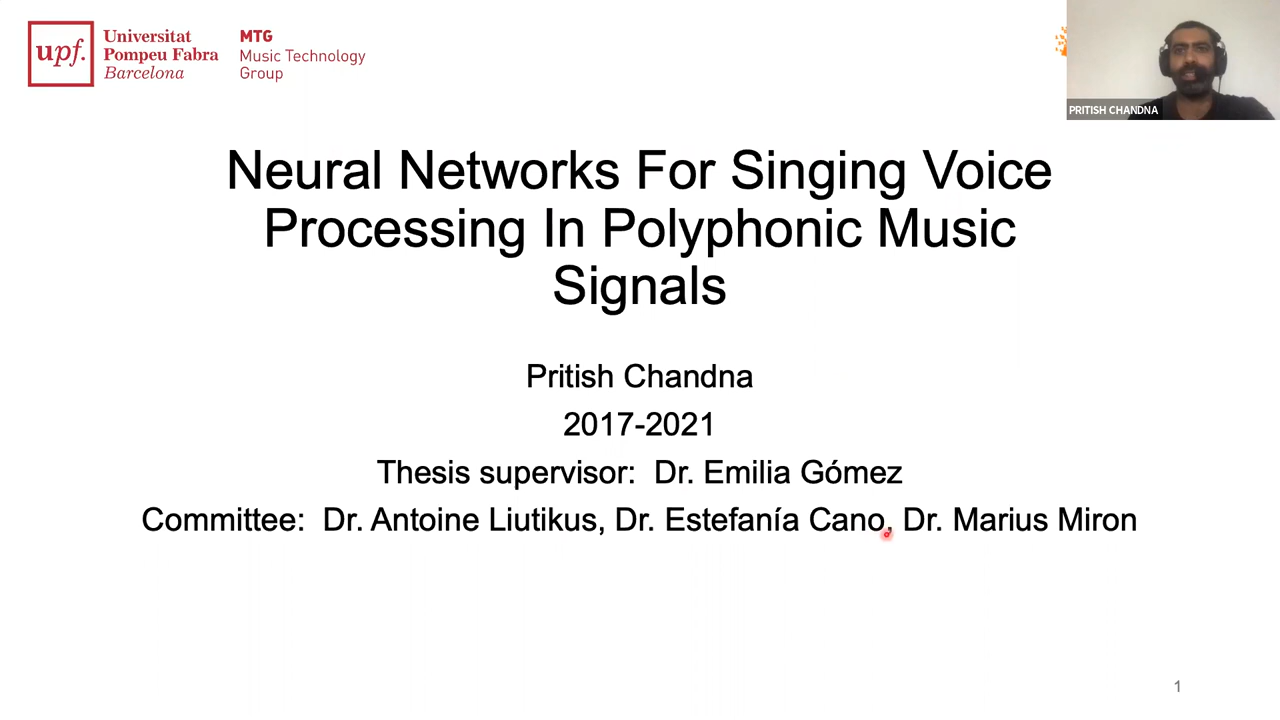 upf.
Universitat
Pompeu Fabra
Barcelona
MTG
Music Technology
Group
PRITISH CHANDNA
Neural Networks For Singing Voice
Processing In Polyphonic Music
Signals
Pritish Chandna
2017-2021
Thesis supervisor: Dr. Emilia Gómez
Committee: Dr. Antoine Liutikus, Dr. Estefanía Cano, Dr. Marius Miron
1